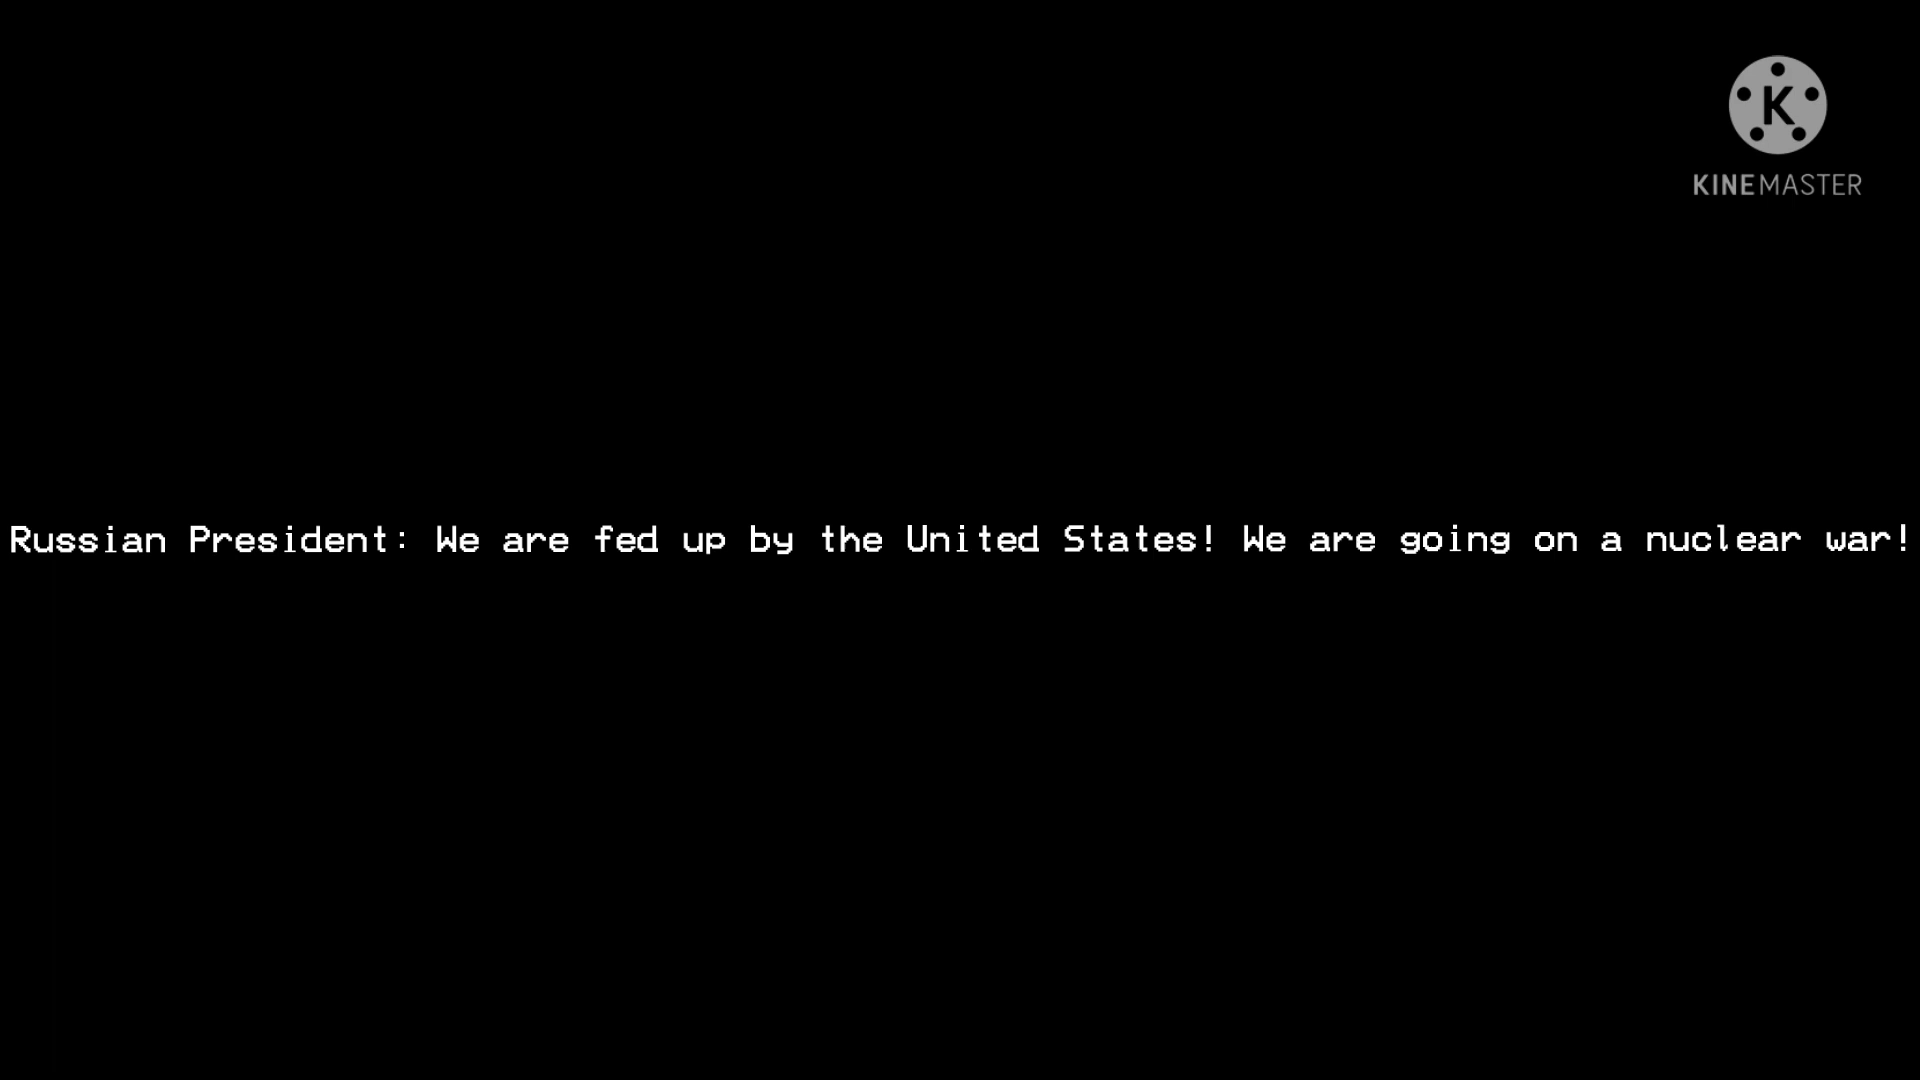 K
KINEMASTER
Russian President: We are fed up by the United States! We are going on a nuclear war!